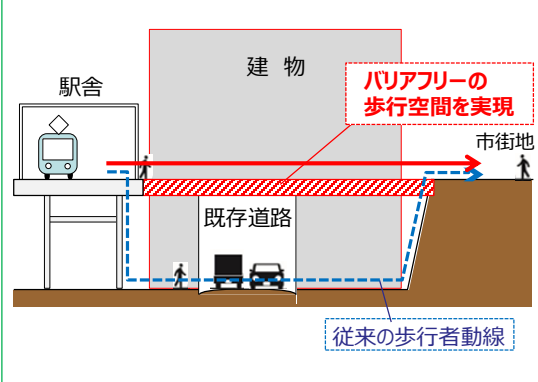 建 物
駅舎
バリアフリーの
歩行空間を実現
市街地
既存道路
従来の歩行者動線